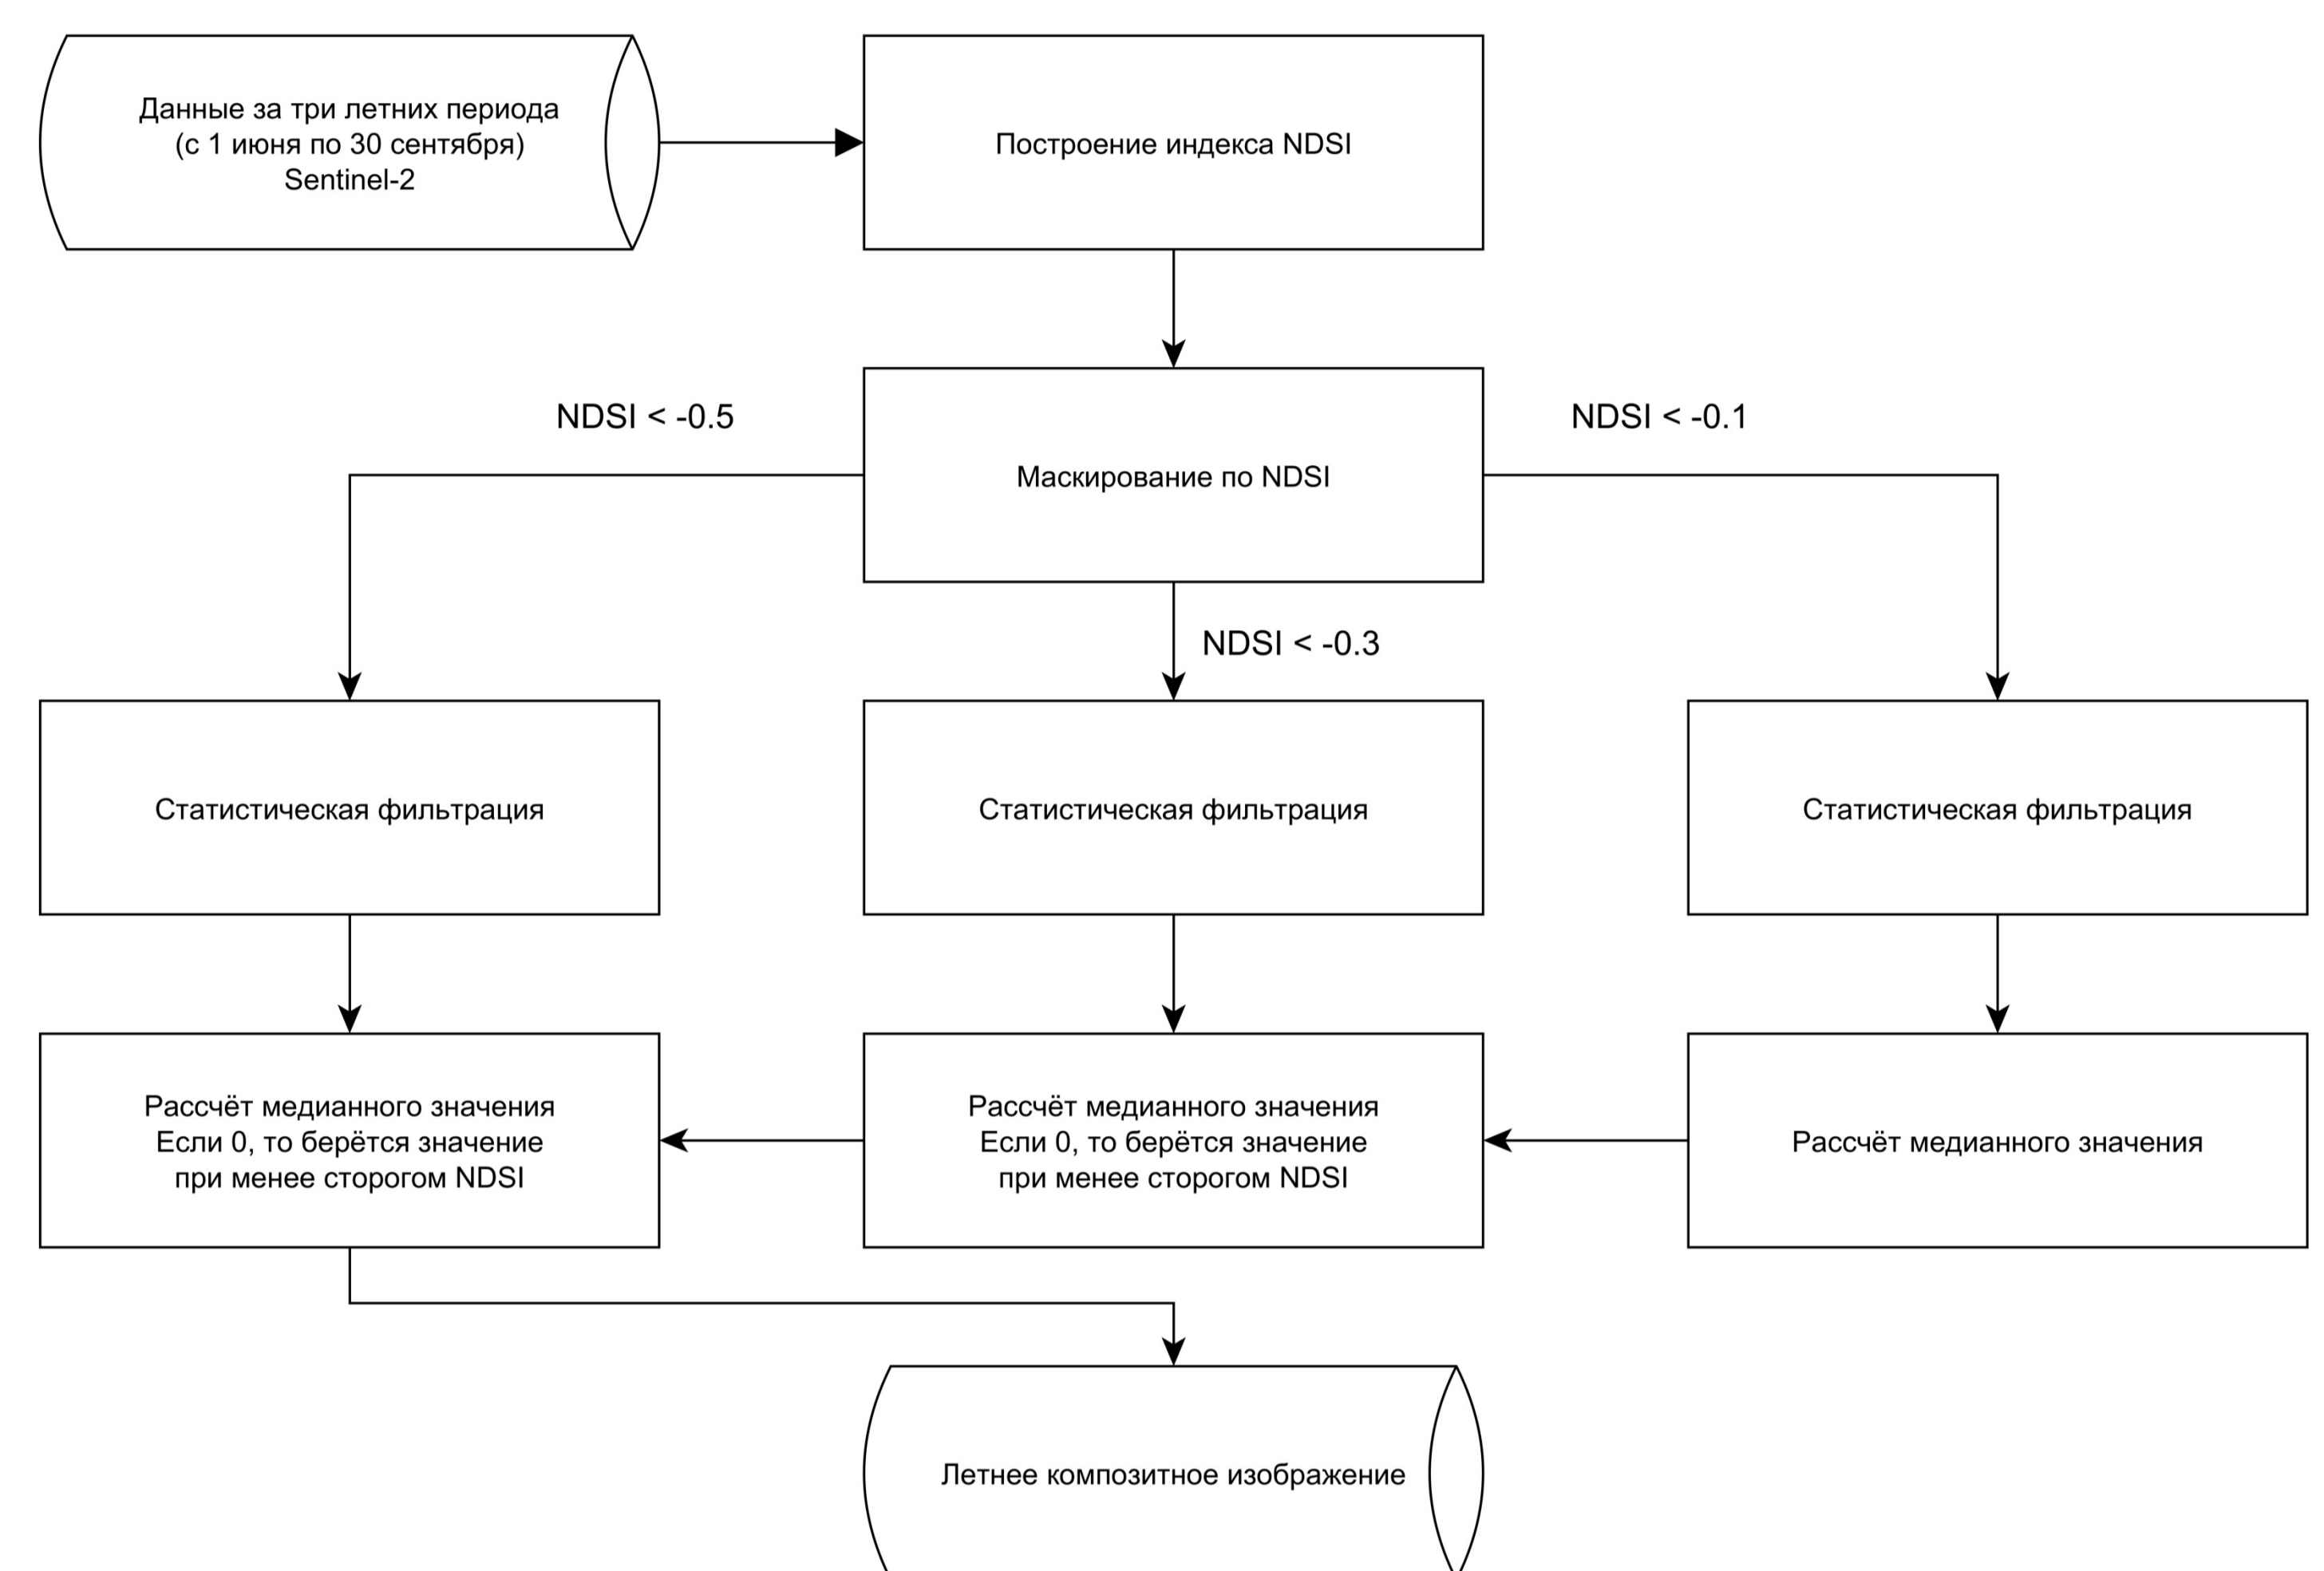 Данные за три летних периода
(с 1 июня по 30 сентября)
Sentinel-2
Построение индекса NDSI
NDSI < -0.5
NDSI < -0.1
Маскирование по NDSI
NDSI < -0.3
Статистическая фильтрация
Статистическая фильтрация
Статистическая фильтрация
Рассчёт медианного значения
Если 0, то берётся значение
при менее сторогом NDSI
Рассчёт медианного значения
Если 0, то берётся значение
при менее сторогом NDSI
Рассчёт медианного значения
Летнее композитное изображение